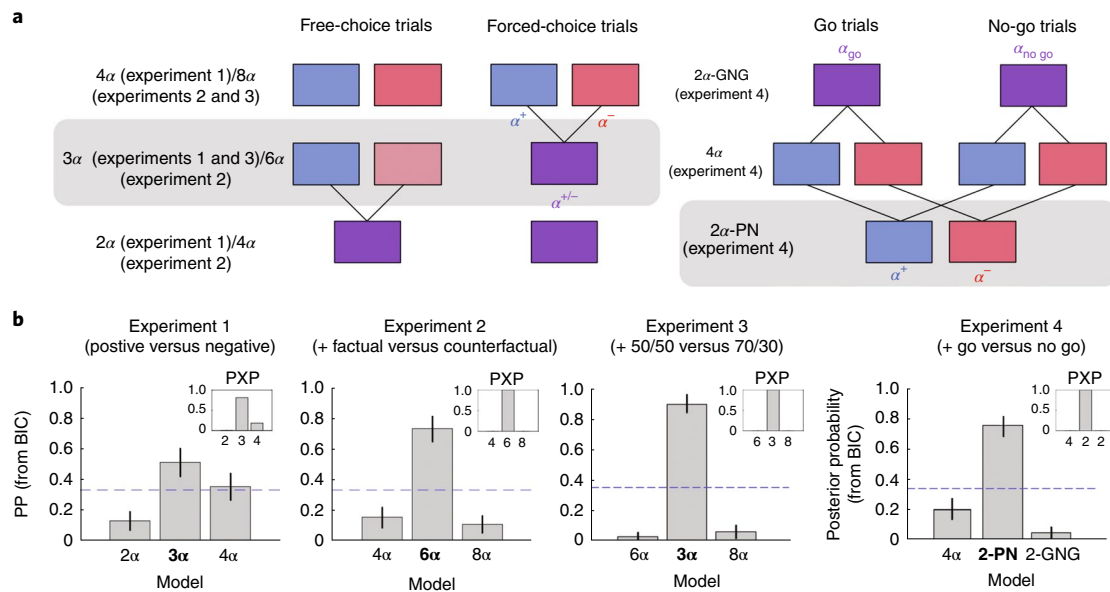 a
Free-choice trials
Forced-choice trials
Go trials
No-go trials
4α (experiment 1)/8α
(experiments 2 and 3)
α+
α−
3α (experiments 1 and 3)/6α
(experiment 2)
α+/−
2α (experiment 1)/4α
(experiment 2)
αgo
αno go
2α-GNG
(experiment 4)
4α
(experiment 4)
2α-PN
(experiment 4)
α+
α−
b
Experiment 1
(postive versus negative)
PP (from BIC)
1.0
0.8
0.6
0.4
0.2
0
2α
3α
4α
Model
PXP
1.0
0.5
0
2 3 4
Experiment 2
(+ factual versus counterfactual)
1.0
0.8
0.6
0.4
0.2
0
4α
6α
8α
Model
PXP
1.0
0.5
0
4 6 8
Experiment 3
(+ 50/50 versus 70/30)
1.0
0.8
0.6
0.4
0.2
0
6α
3α
8α
Model
PXP
1.0
0.5
0
6 3 8
Experiment 4
(+ go versus no go)
Posterior probability
(from BIC)
1.0
0.8
0.6
0.4
0.2
0
4α
2-PN
2-GNG
Model
PXP
1.0
0.5
0
4 2 2